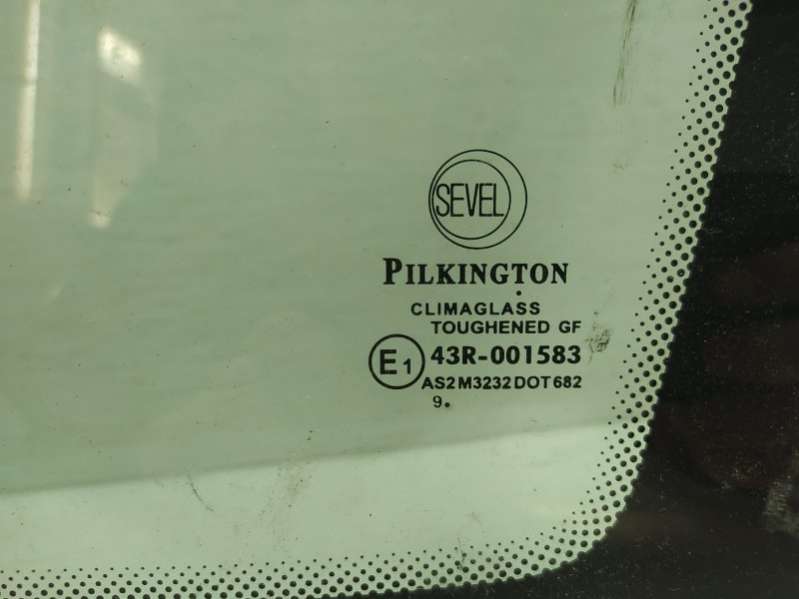 SEVEL
PILKINGTON
CLIMAGLASS
TOUGHENED GF
E1 43R-001583
AS2 M3232 DOT 682
9.